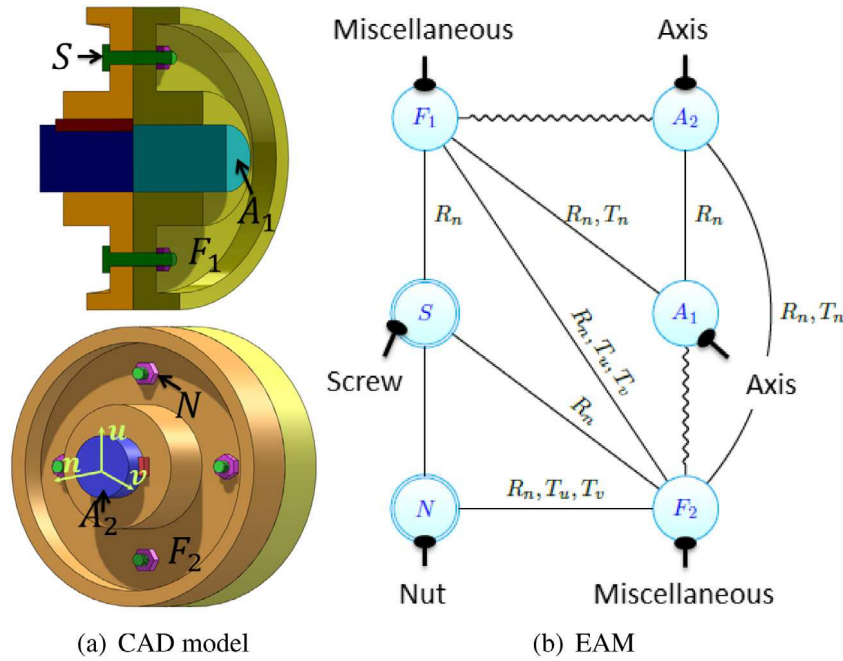 S
A₁
F₁
N
u
n
v
A₂
F₂
(a) CAD model
Miscellaneous
Axis
F₁
A₂
Rₙ
Rₙ, Tₙ
Rₙ
S
A₁
Rₙ, Tₙ
Rₙ, Tᵤ, Tᵥ
Screw
Rₙ
Axis
N
Rₙ, Tᵤ, Tᵥ
F₂
Nut
Miscellaneous
(b) EAM